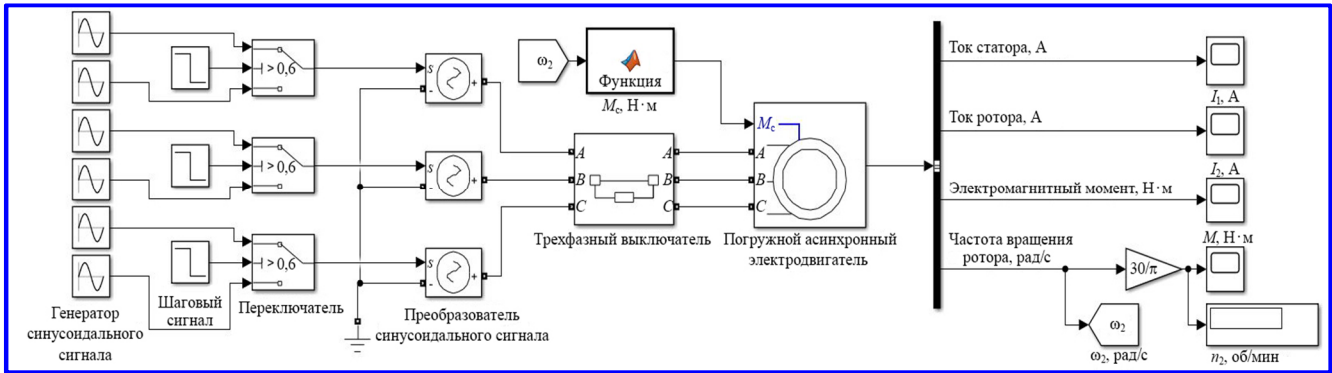 > 0,6
> 0,6
> 0,6
Генератор
синусоидального
сигнала
Шаговый
сигнал
Переключатель
s
+
-
s
+
-
s
+
-
Преобразователь
синусоидального сигнала
ω₂
Функция
Mс, Н·м
A
B
C
A
B
C
Трехфазный выключатель
Mс
A
B
C
Погружной асинхронный
электродвигатель
Ток статора, А
I₁, А
Ток ротора, А
I₂, А
Электромагнитный момент, Н·м
M, Н·м
Частота вращения
ротора, рад/с
30/π
ω₂
ω₂, рад/с
n₂, об/мин